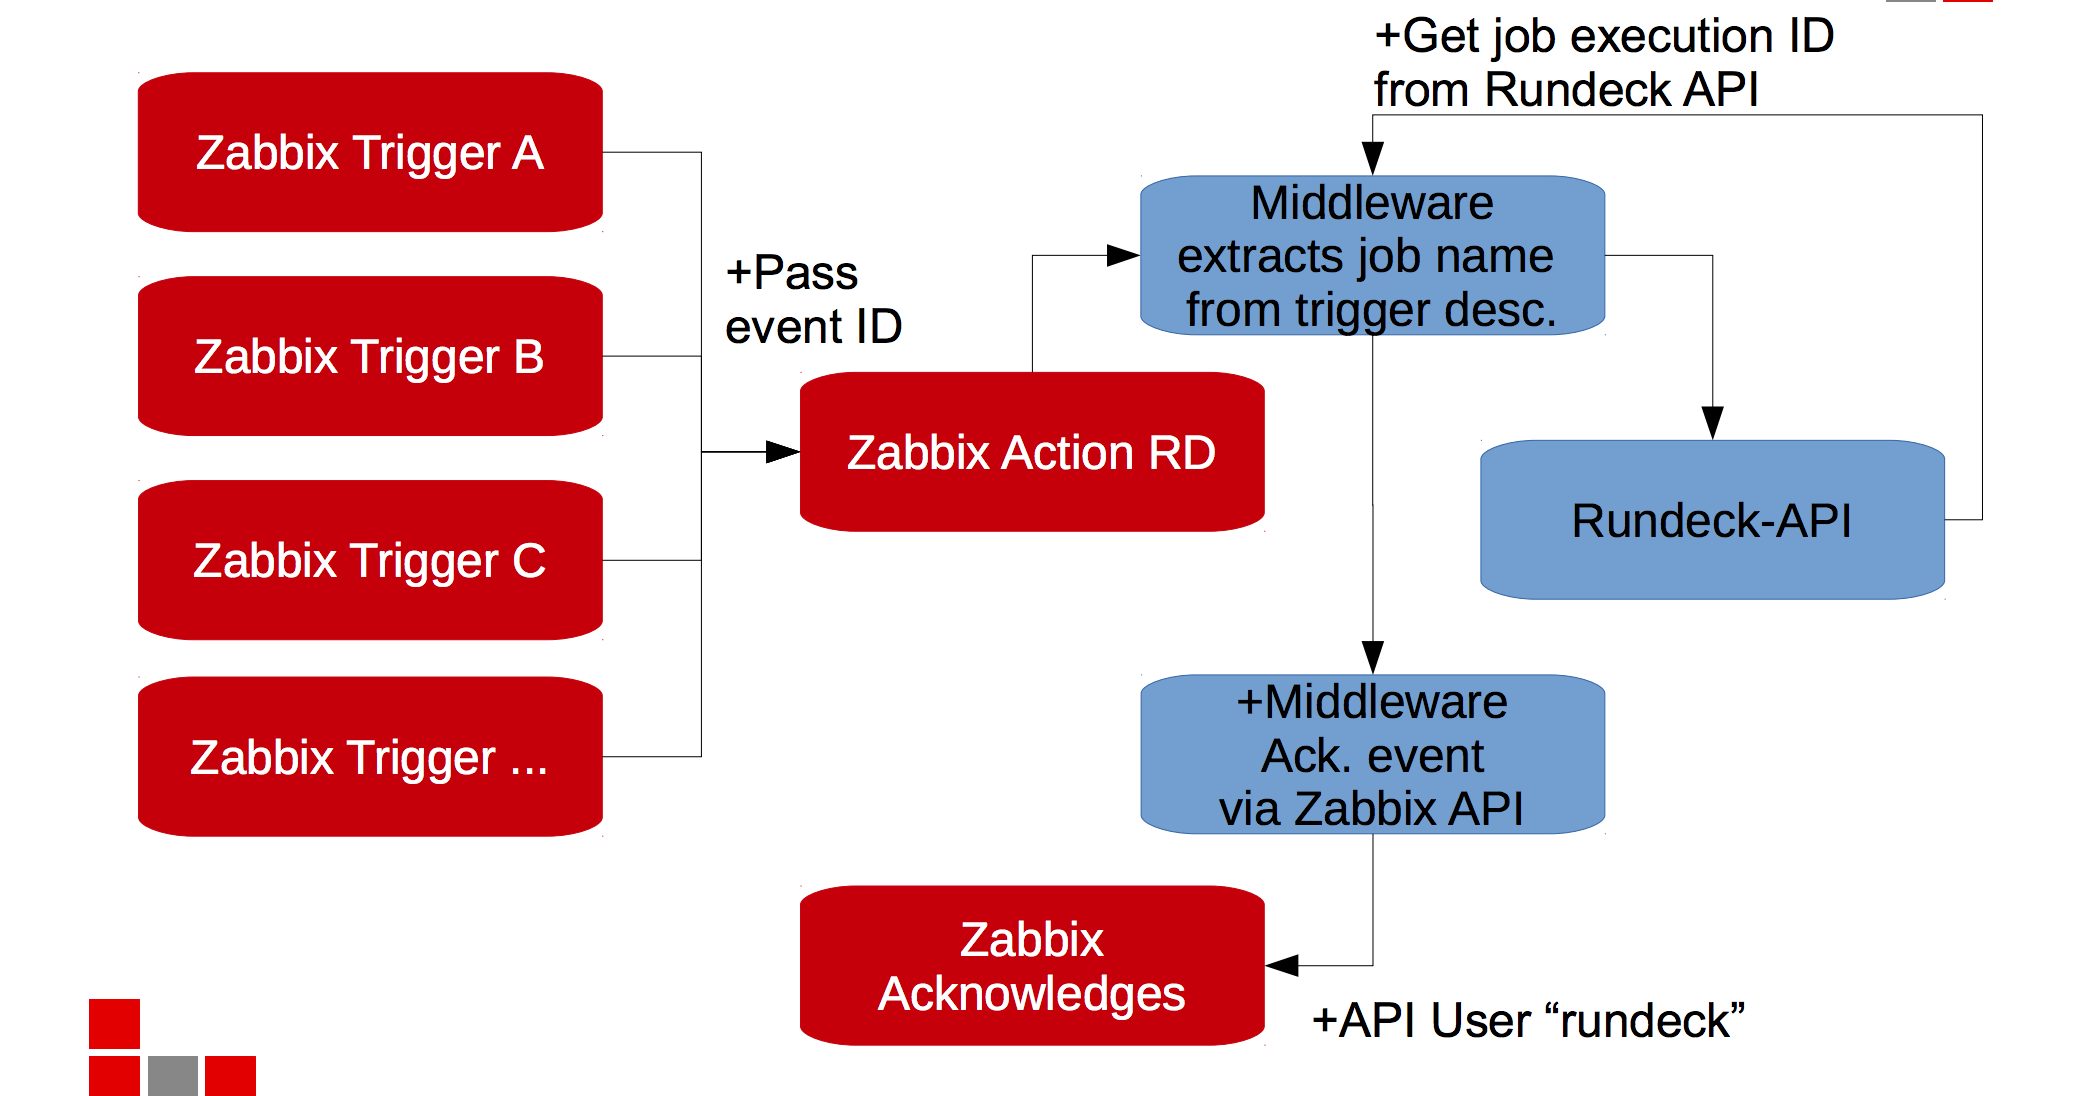 +Get job execution ID
from Rundeck API
Zabbix Trigger A
Zabbix Trigger B
Zabbix Trigger C
Zabbix Trigger ...
+Pass
event ID
Zabbix Action RD
Middleware
extracts job name
from trigger desc.
Rundeck-API
+Middleware
Ack. event
via Zabbix API
Zabbix
Acknowledges
+API User “rundeck”